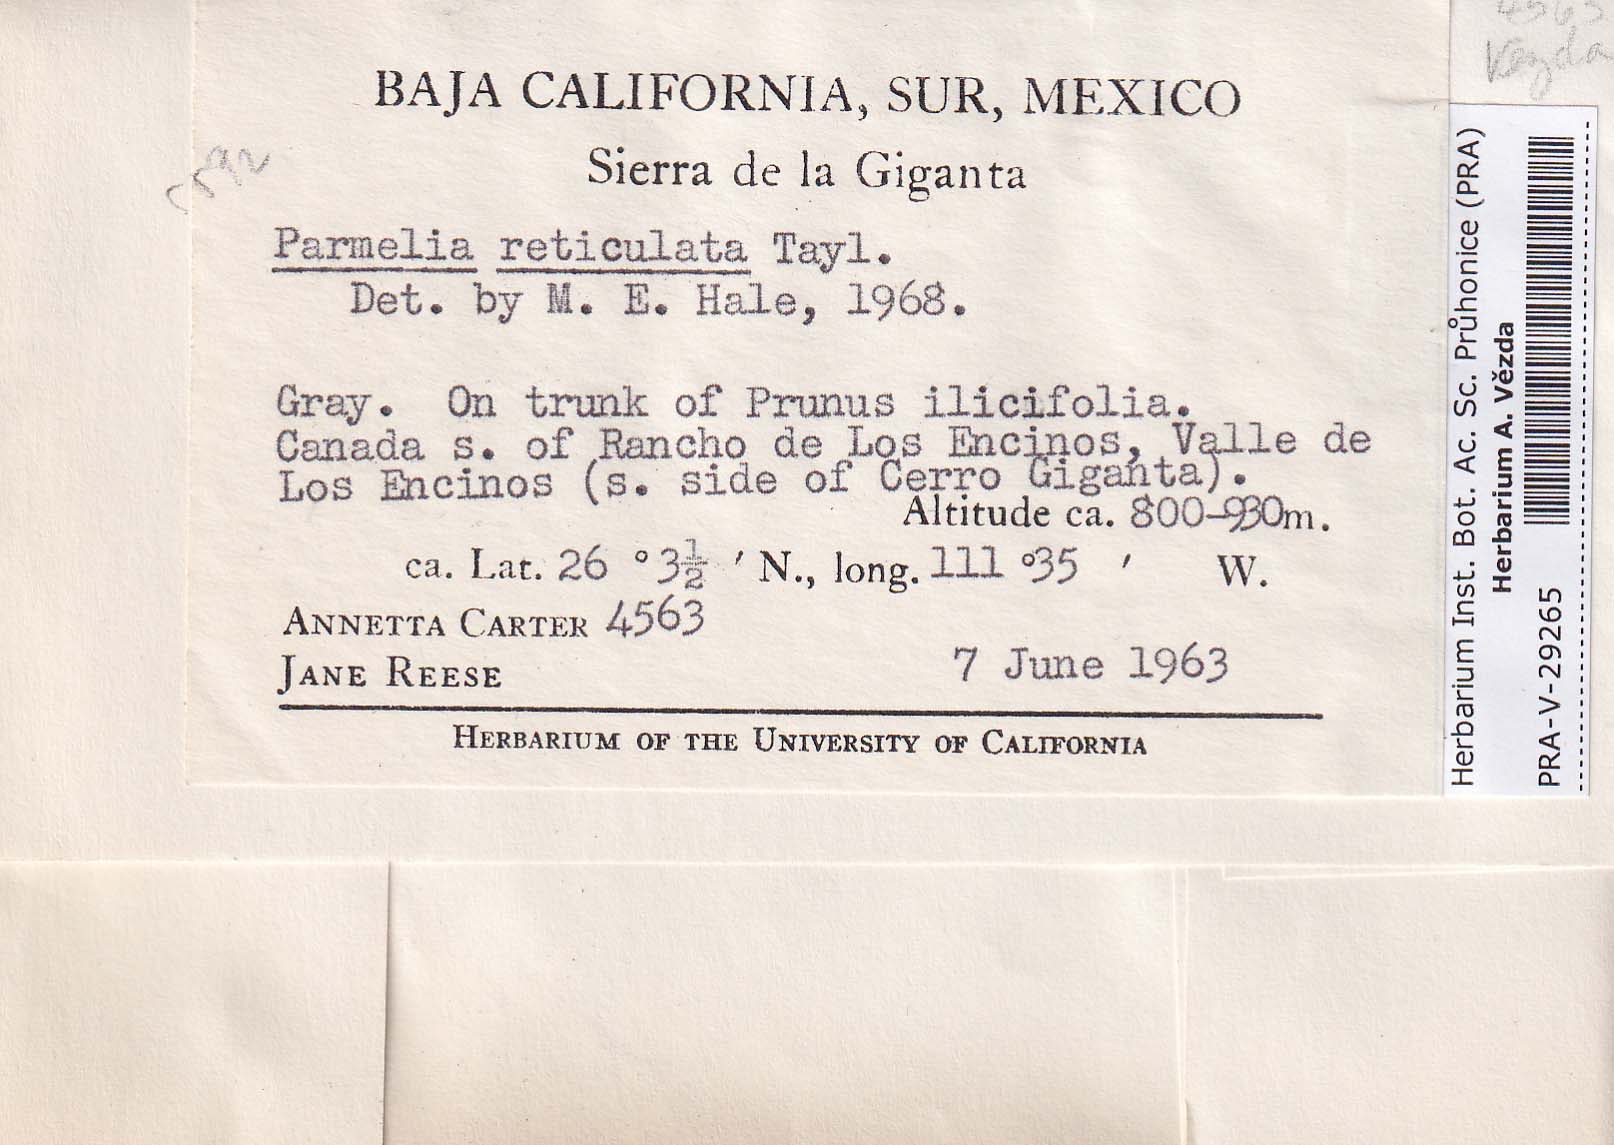 BAJA CALIFORNIA, SUR, MEXICO
Sierra de la Giganta
Parmelia reticulata Tayl.
Det. by M. E. Hale, 1968.
Gray. On trunk of Prunus ilicifolia.
Canada s. of Rancho de Los Encinos, Valle de
Los Encinos (s. side of Cerro Giganta).
Altitude ca. 800-930m.
ca. Lat. 26 °3½ ′ N., long. 111 °35 ′ W.
ANNETTA CARTER 4563
JANE REESE 7 June 1963
HERBARIUM OF THE UNIVERSITY OF CALIFORNIA
4563
Vezda
Herbarium Inst. Bot. Ac. Sc. Průhonice (PRA)
Herbarium A. Vězda
PRA-V-29265